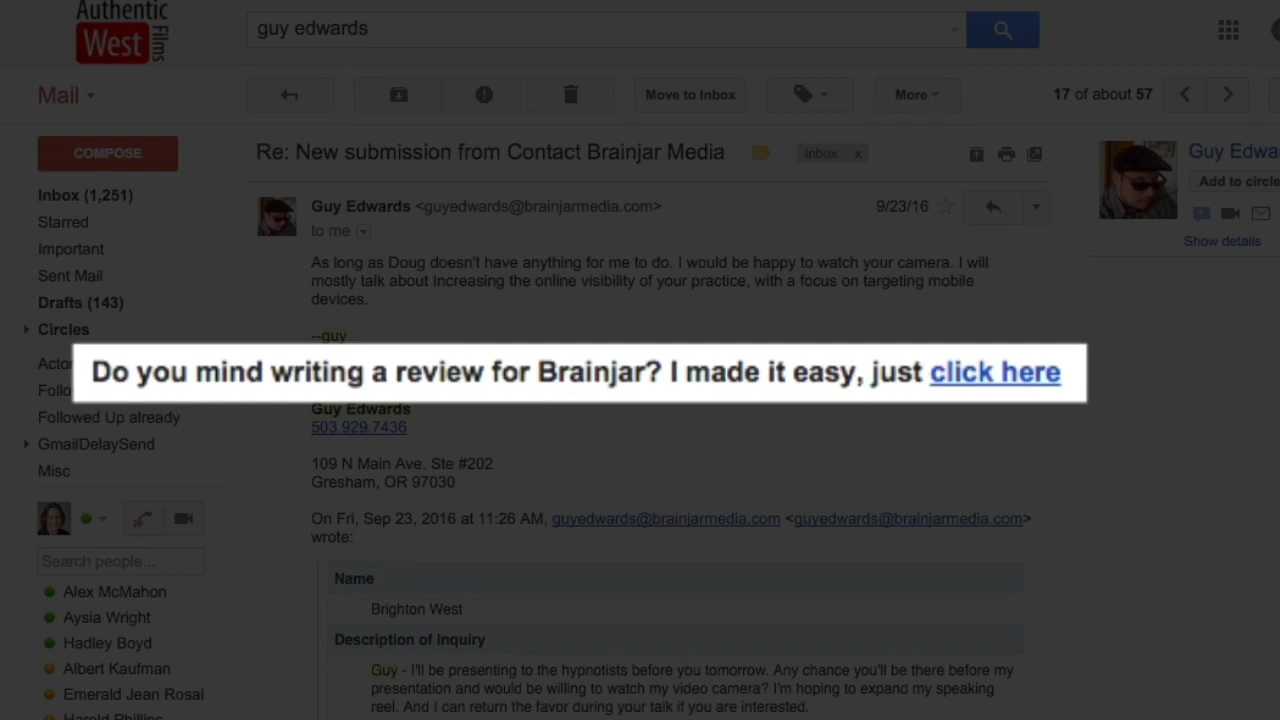 Authentic
West
Films
guy edwards
Mail
Move to Inbox
More
17 of about 57
COMPOSE
Re: New submission from Contact Brainjar Media
Inbox x
Guy Edwa
Add to circle
Show details
Inbox (1,251)
Starred
Important
Sent Mail
Drafts (143)
Circles
Acto
Follo
Followed Up already
GmailDelaySend
Misc
Guy Edwards <guyedwards@brainjarmedia.com>
9/23/16
to me
As long as Doug doesn't have anything for me to do. I would be happy to watch your camera. I will
mostly talk about Increasing the online visibility of your practice, with a focus on targeting mobile
devices.
--guy
Do you mind writing a review for Brainjar? I made it easy, just click here
Guy Edwards
503.929.7436
109 N Main Ave. Ste #202
Gresham, OR 97030
On Fri, Sep 23, 2016 at 11:26 AM, guyedwards@brainjarmedia.com <guyedwards@brainjarmedia.com>
wrote:
Name
Brighton West
Description of Inquiry
Guy - I'll be presenting to the hypnotists before you tomorrow. Any chance you'll be there before my
presentation and would be willing to watch my video camera? I'm hoping to expand my speaking
reel. And I can return the favor during your talk if you are interested.
Search people...
Alex McMahon
Aysia Wright
Hadley Boyd
Albert Kaufman
Emerald Jean Rosal
Harold Phillips